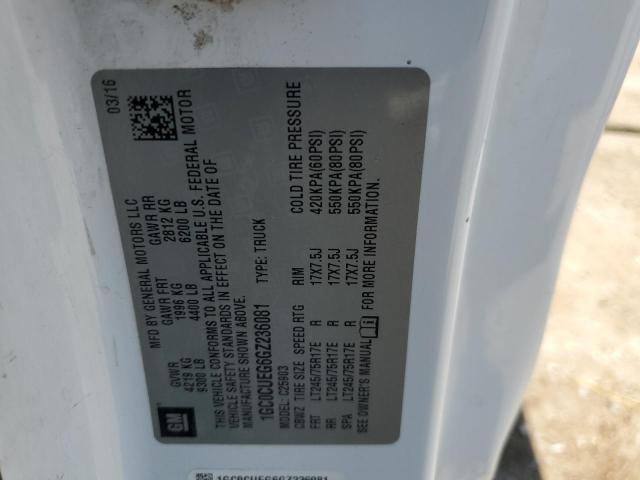 MFD BY GENERAL MOTORS LLC
03/16
GVWR GAWR FRT GAWR RR
4219 KG 1996 KG 2812 KG
9300 LB 4400 LB 6200 LB
THIS VEHICLE CONFORMS TO ALL APPLICABLE U.S. FEDERAL MOTOR
VEHICLE SAFETY STANDARDS IN EFFECT ON THE DATE OF
MANUFACTURE SHOWN ABOVE.
1GC0CUEG6GZ236081 TYPE: TRUCK
MODEL: C25903
CBWZ TIRE SIZE SPEED RTG RIM COLD TIRE PRESSURE
FRT LT245/75R17E R 17X7.5J 420KPA(60PSI)
RR LT245/75R17E R 17X7.5J 550KPA(80PSI)
SPA LT245/75R17E R 17X7.5J 550KPA(80PSI)
SEE OWNER'S MANUAL FOR MORE INFORMATION.
GM
1GC0CUEG6GZ236081